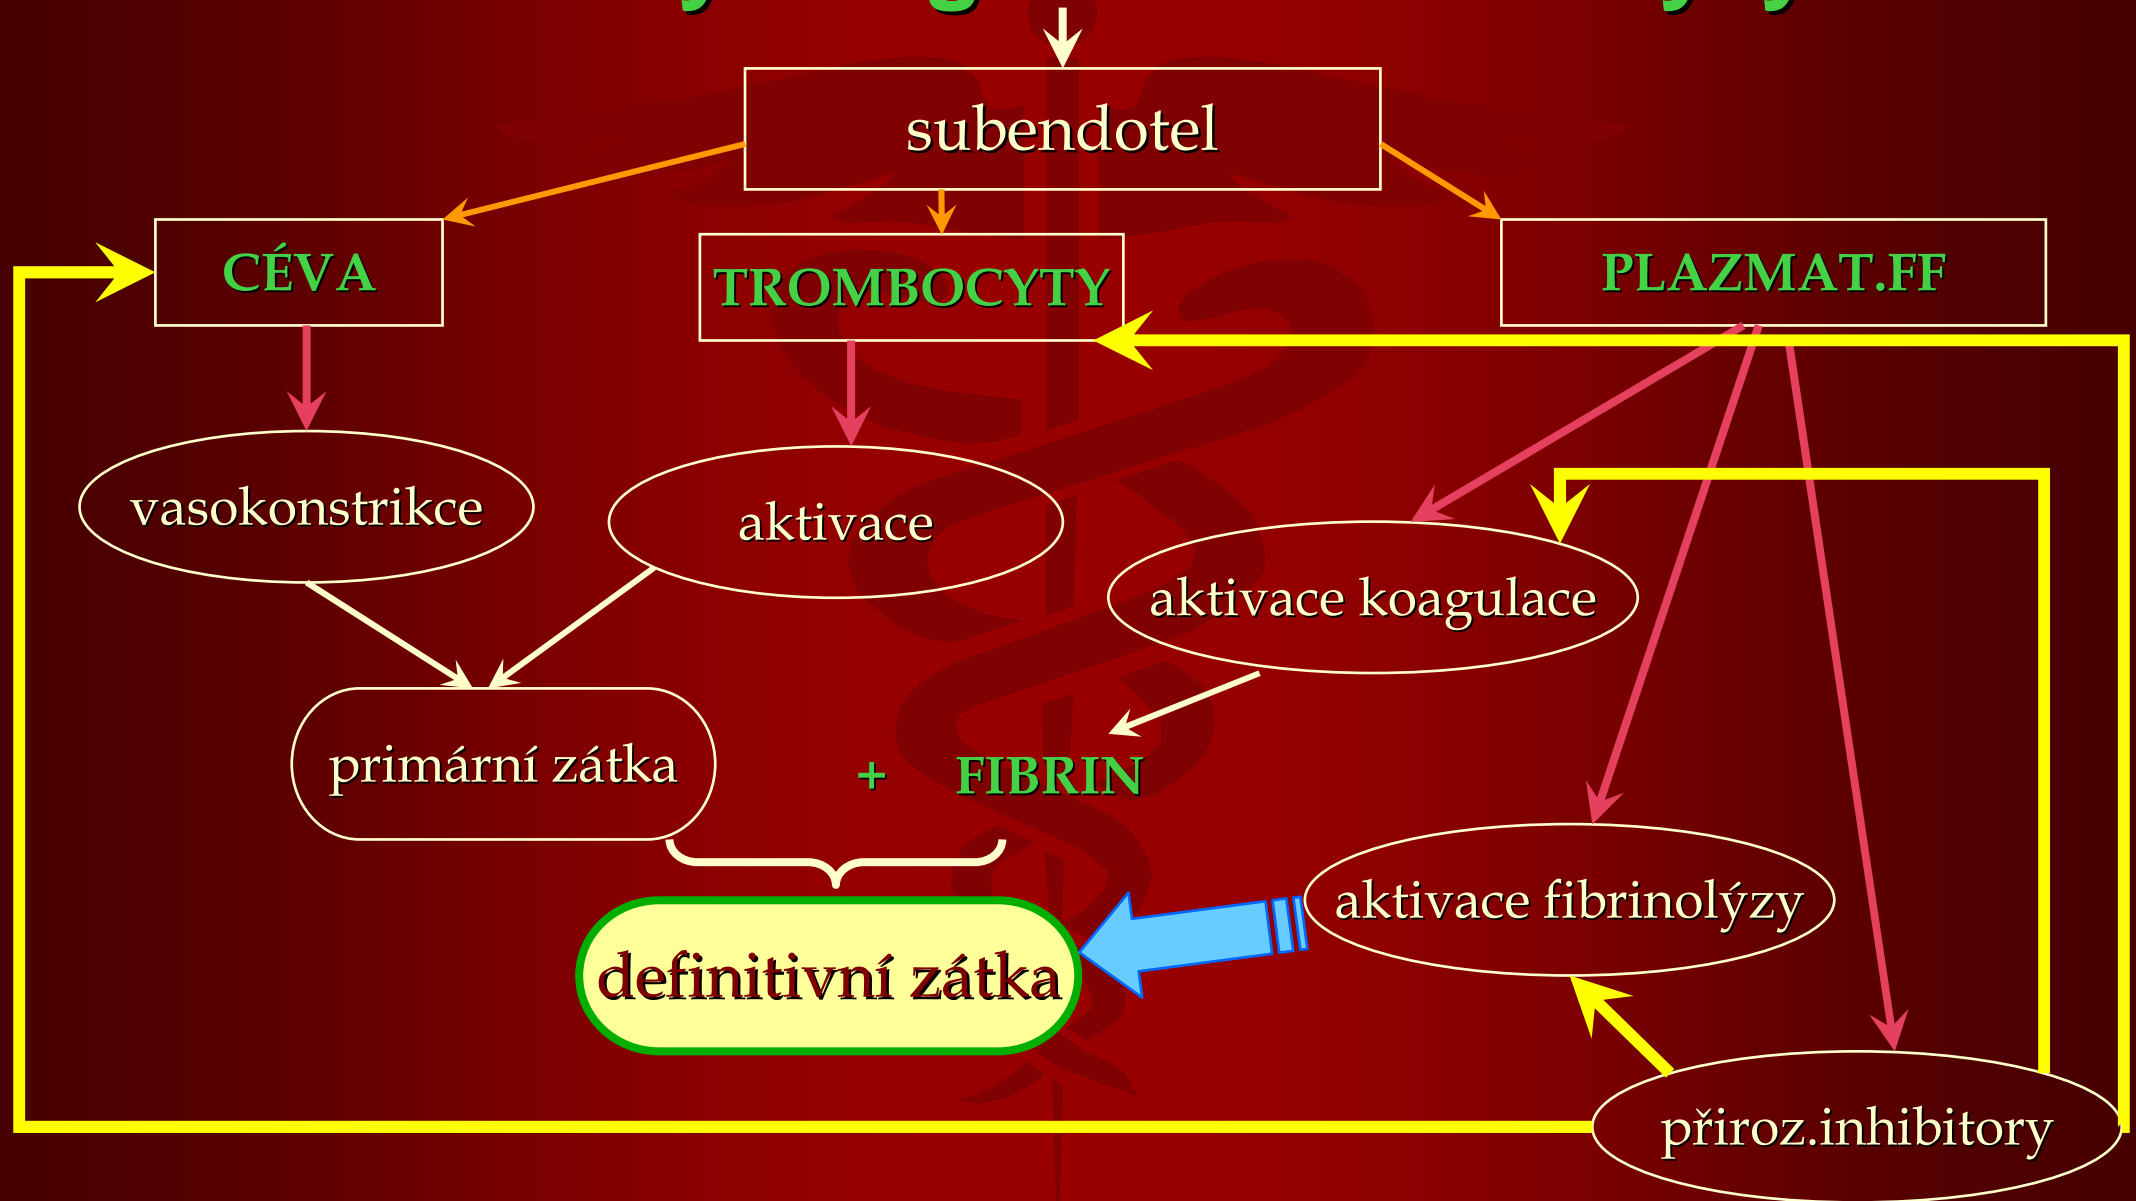 subendotel
CÉVA
TROMBOCYTY
PLAZMAT.FF
vasokonstrikce
aktivace
aktivace koagulace
primární zátka
+ FIBRIN
aktivace fibrinolýzy
definitivní zátka
přiroz.inhibitory